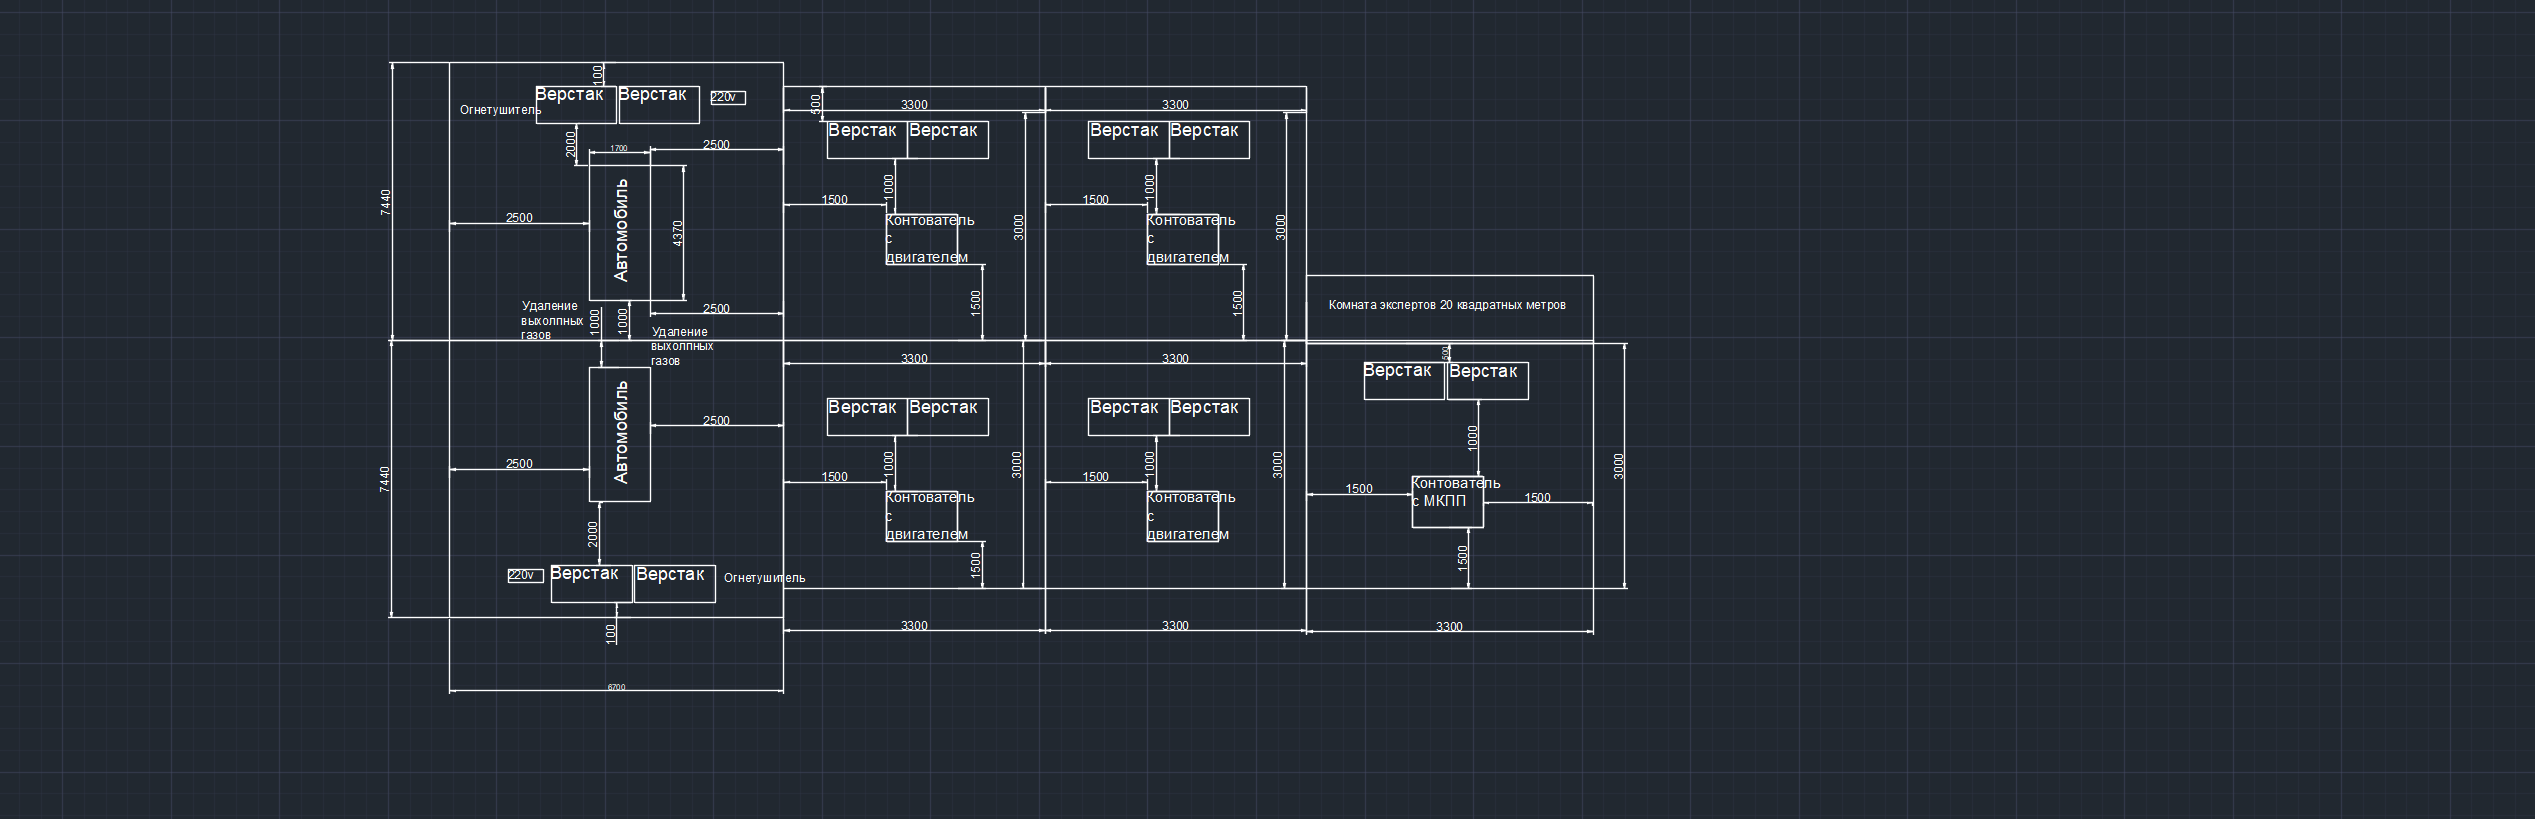 100
Верстак
Верстак
220v
Огнетушитель
2000
1700
2500
7440
2500
Автомобиль
4370
Удаление
выхолпных
газов
1000
1000
2500
Удаление
выхолпных
газов
500
3300
3300
Верстак
Верстак
Верстак
Верстак
1000
1000
1500
1500
3000
3000
Контователь
с
двигателем
Контователь
с
двигателем
1500
1500
Комната экспертов 20 квадратных метров
7440
Автомобиль
2500
2500
2000
220v
Верстак
Верстак
Огнетушитель
100
6700
3300
3300
Верстак
Верстак
Верстак
Верстак
1000
1000
3000
3000
1500
1500
Контователь
с
двигателем
Контователь
с
двигателем
1500
1500
500
Верстак
Верстак
1000
3000
1500
Контователь
с МКПП
1500
1500
3300
3300
3300